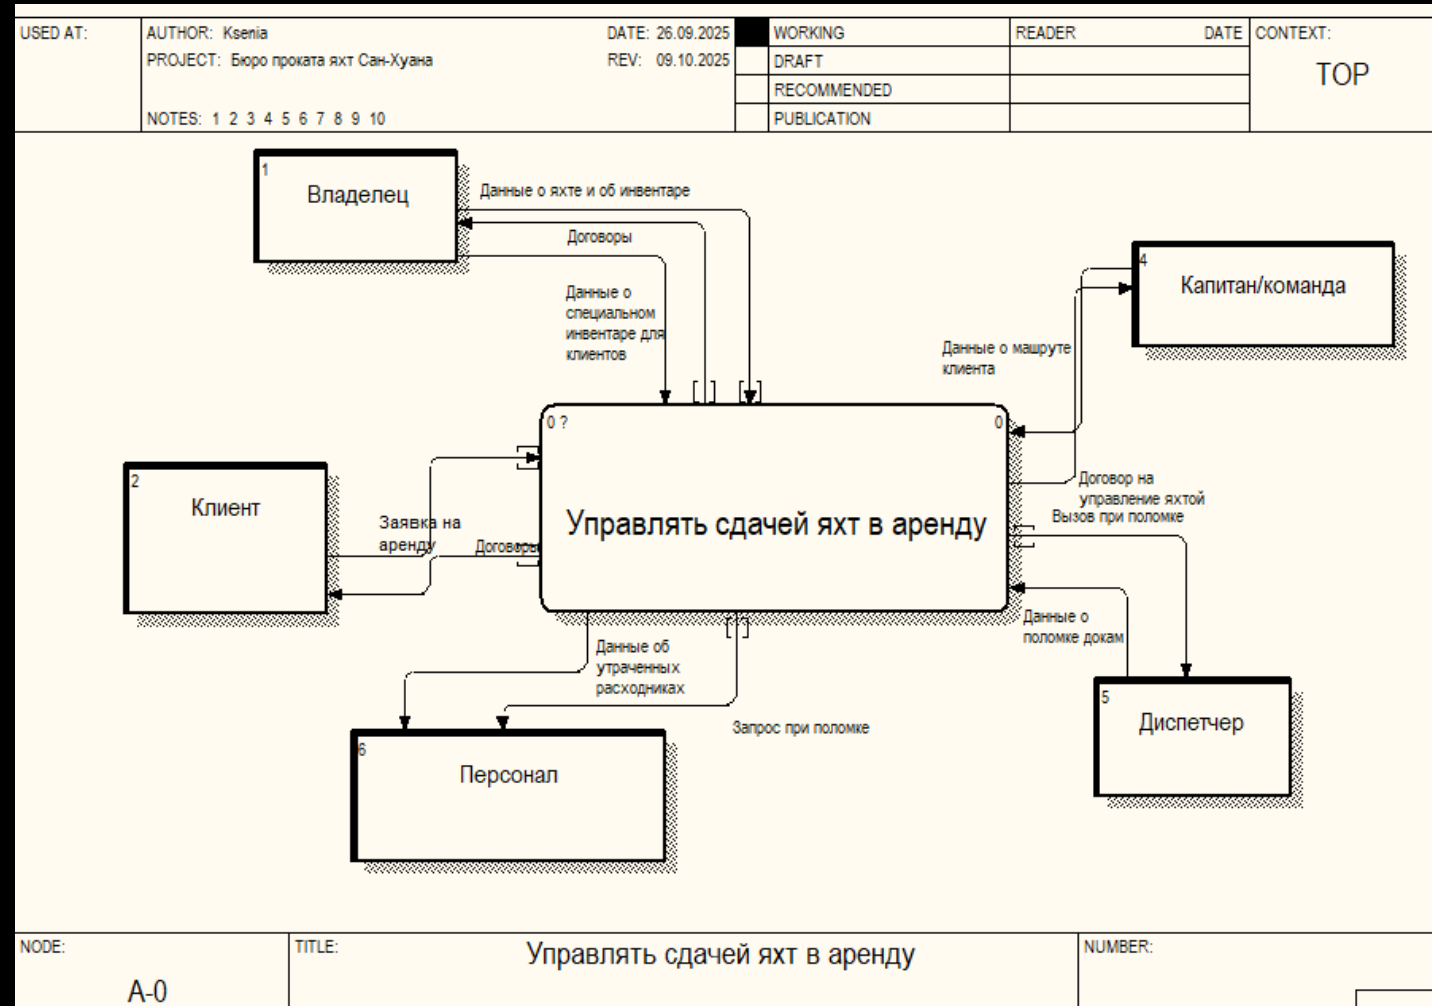 USED AT:
AUTHOR: Ksenia
DATE: 26.09.2025
WORKING
READER
DATE
CONTEXT:
PROJECT: Бюро проката яхт Сан-Хуана
REV: 09.10.2025
DRAFT
TOP
RECOMMENDED
NOTES: 1 2 3 4 5 6 7 8 9 10
PUBLICATION
1
Владелец
Данные о яхте и об инвентаре
Договоры
Данные о
специальном
инвентаре для
клиентов
4
Капитан/команда
Данные о машруте
клиента
0 ?
0
Управлять сдачей яхт в аренду
2
Клиент
Заявка на
аренду
Договоры
Договор на
управление яхтой
Вызов при поломке
Данные о
поломке докам
Данные об
утраченных
расходниках
Запрос при поломке
5
Диспетчер
6
Персонал
NODE:
A-0
TITLE:
Управлять сдачей яхт в аренду
NUMBER: